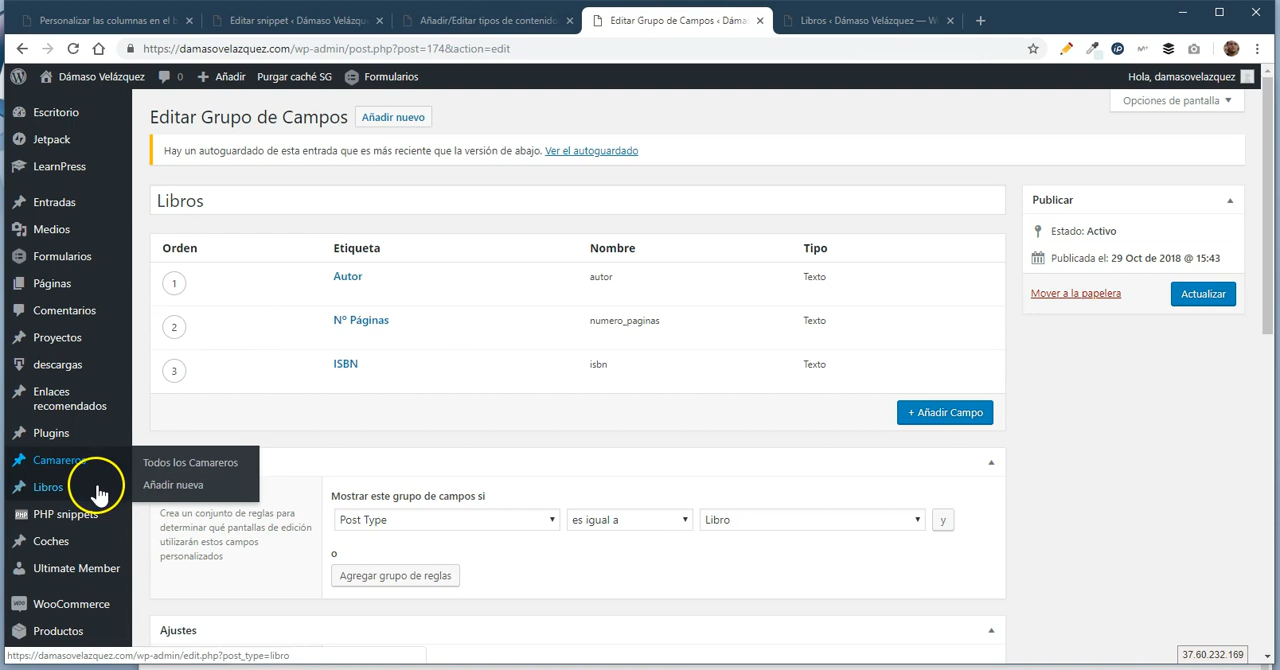 Personalizar las columnas en el b
Editar snippet ‹ Dámaso Velázqu
Añadir/Editar tipos de contenido
Editar Grupo de Campos ‹ Dáma
Libros ‹ Dámaso Velázquez — W
https://damasovelazquez.com/wp-admin/post.php?post=174&action=edit
Dámaso Velázquez
0
Añadir
Purgar caché SG
Formularios
Hola, damasovelazquez
Escritorio
Jetpack
LearnPress
Entradas
Medios
Formularios
Páginas
Comentarios
Proyectos
descargas
Enlaces
recomendados
Plugins
Camareros
Libros
PHP snippets
Coches
Ultimate Member
WooCommerce
Productos
Todos los Camareros
Añadir nueva
Opciones de pantalla
Editar Grupo de Campos
Añadir nuevo
Hay un autoguardado de esta entrada que es más reciente que la versión de abajo. Ver el autoguardado
Libros
Orden Etiqueta Nombre Tipo
1 Autor autor Texto
2 Nº Páginas numero_paginas Texto
3 ISBN isbn Texto
+ Añadir Campo
Crea un conjunto de reglas para
determinar qué pantallas de edición
utilizarán estos campos
personalizados
Mostrar este grupo de campos si
Post Type es igual a Libro y
o
Agregar grupo de reglas
Ajustes
Publicar
Estado: Activo
Publicada el: 29 Oct de 2018 @ 15:43
Mover a la papelera
Actualizar
https://damasovelazquez.com/wp-admin/edit.php?post_type=libro
37.60.232.169